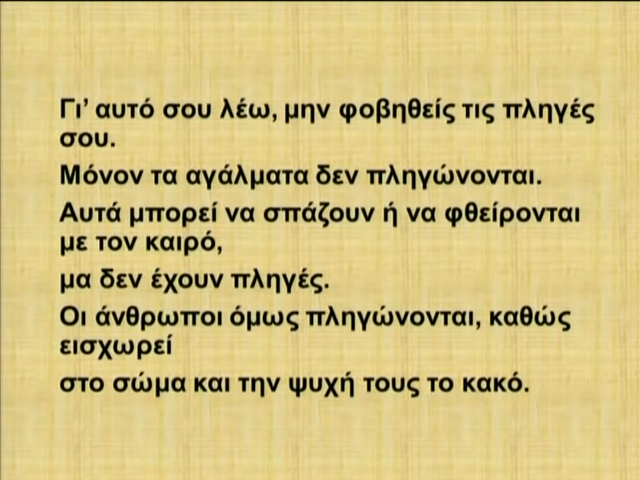 Γι’ αυτό σου λέω, μην φοβηθείς τις πληγές
σου.
Μόνον τα αγάλματα δεν πληγώνονται.
Αυτά μπορεί να σπάζουν ή να φθείρονται
με τον καιρό,
μα δεν έχουν πληγές.
Οι άνθρωποι όμως πληγώνονται, καθώς
εισχωρεί
στο σώμα και την ψυχή τους το κακό.